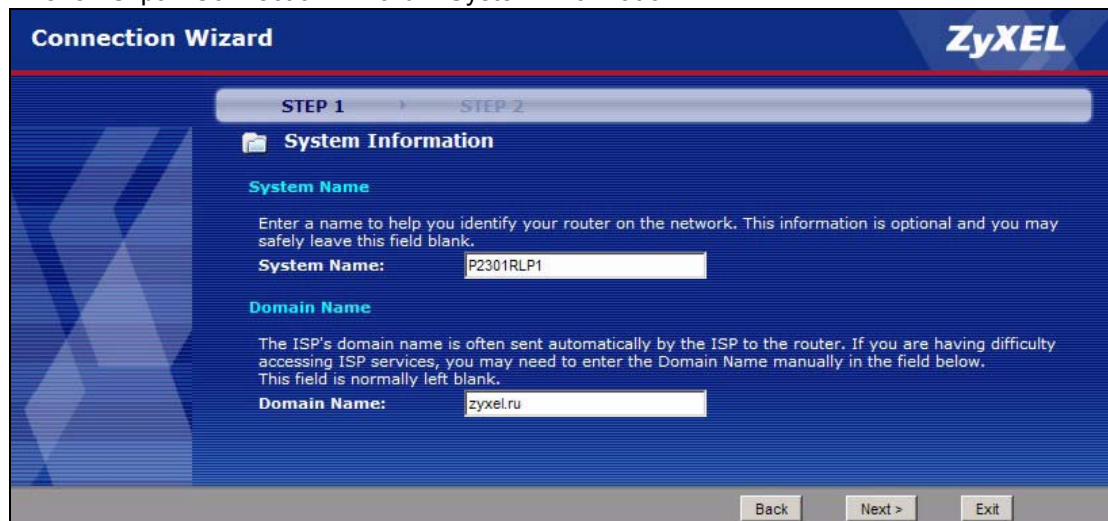 Connection Wizard
ZyXEL
STEP 1
STEP 2
System Information
System Name
Enter a name to help you identify your router on the network. This information is optional and you may
safely leave this field blank.
System Name: P2301RLP1
Domain Name
The ISP's domain name is often sent automatically by the ISP to the router. If you are having difficulty
accessing ISP services, you may need to enter the Domain Name manually in the field below.
This field is normally left blank.
Domain Name: zyxel.ru
Back
Next >
Exit